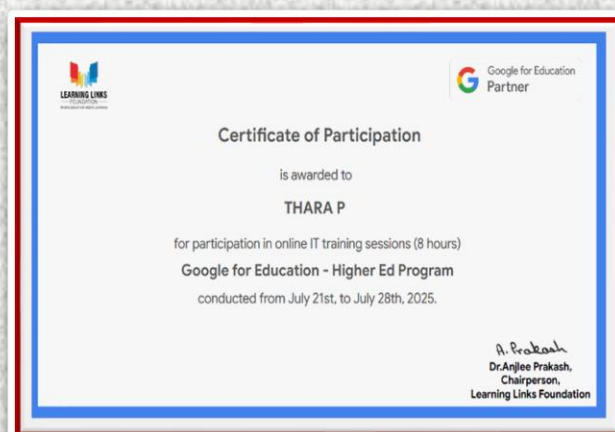 LEARNING LINKS
FOUNDATION
Google for Education
Partner
Certificate of Participation
is awarded to
THARA P
for participation in online IT training sessions (8 hours)
Google for Education - Higher Ed Program
conducted from July 21st, to July 28th, 2025.
A. Prakash
Dr.Anjlee Prakash,
Chairperson,
Learning Links Foundation